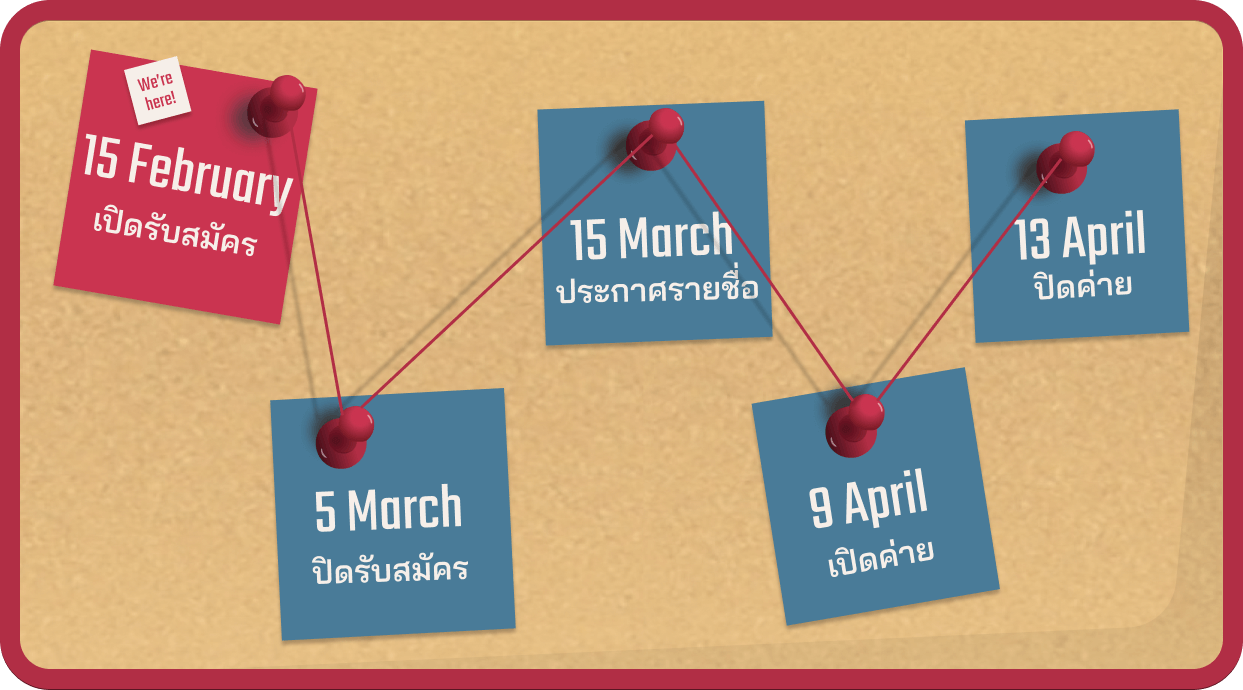 We're
here!
15 February
เปิดรับสมัคร
5 March
ปิดรับสมัคร
15 March
ประกาศรายชื่อ
9 April
เปิดค่าย
13 April
ปิดค่าย